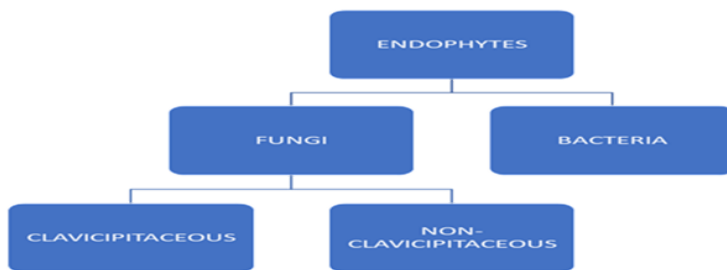 ENDOPHYTES
FUNGI
BACTERIA
CLAVICIPITACEOUS
NON-
CLAVICIPITACEOUS